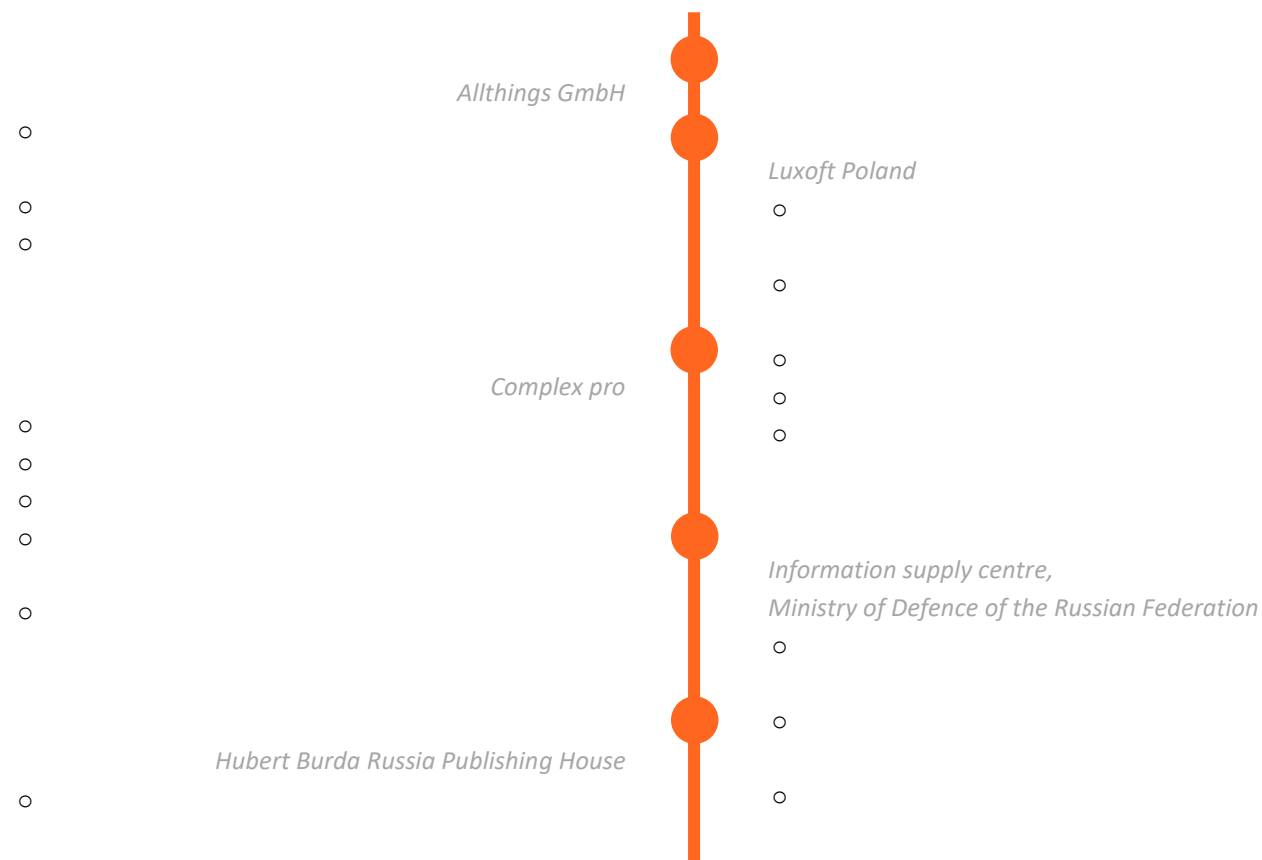 Allthings GmbH
Luxoft Poland
Complex pro
Information supply centre,
Ministry of Defence of the Russian Federation
Hubert Burda Russia Publishing House